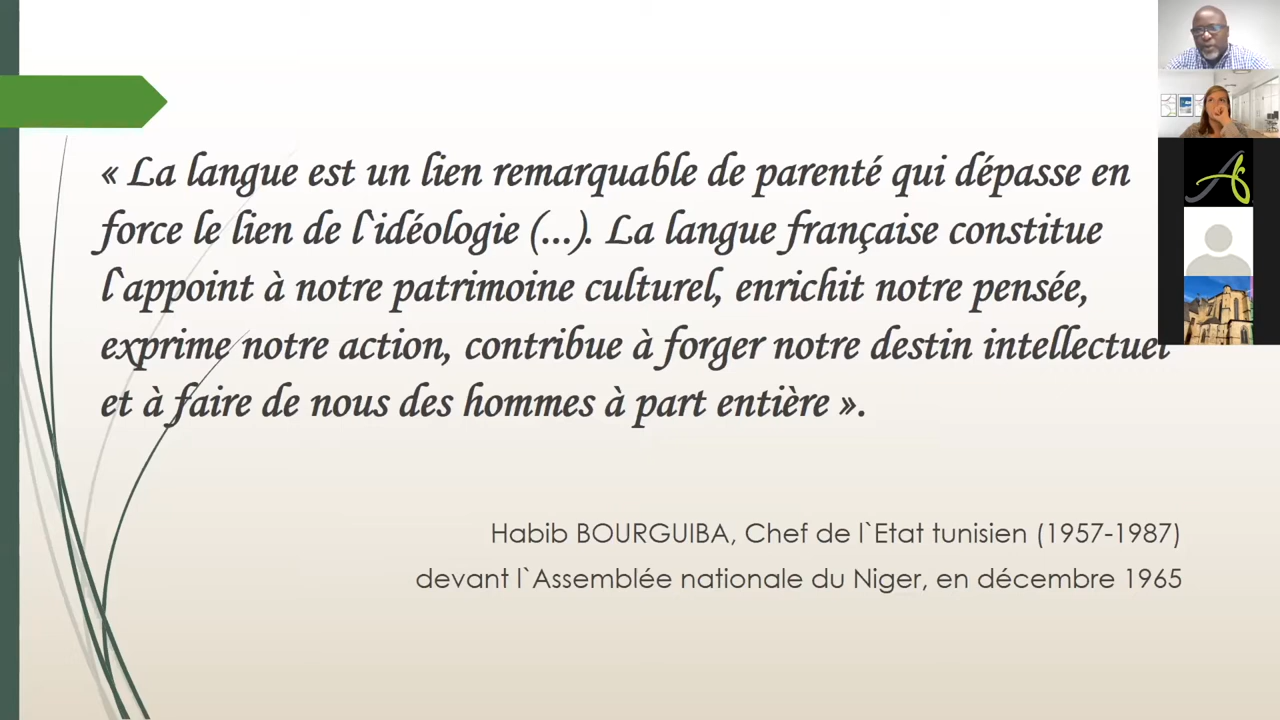 « La langue est un lien remarquable de parenté qui dépasse en
force le lien de l`idéologie (...). La langue française constitue
l`appoint à notre patrimoine culturel, enrichit notre pensée,
exprime notre action, contribue à forger notre destin intellectuel
et à faire de nous des hommes à part entière ».
Habib BOURGUIBA, Chef de l`Etat tunisien (1957-1987)
devant l`Assemblée nationale du Niger, en décembre 1965